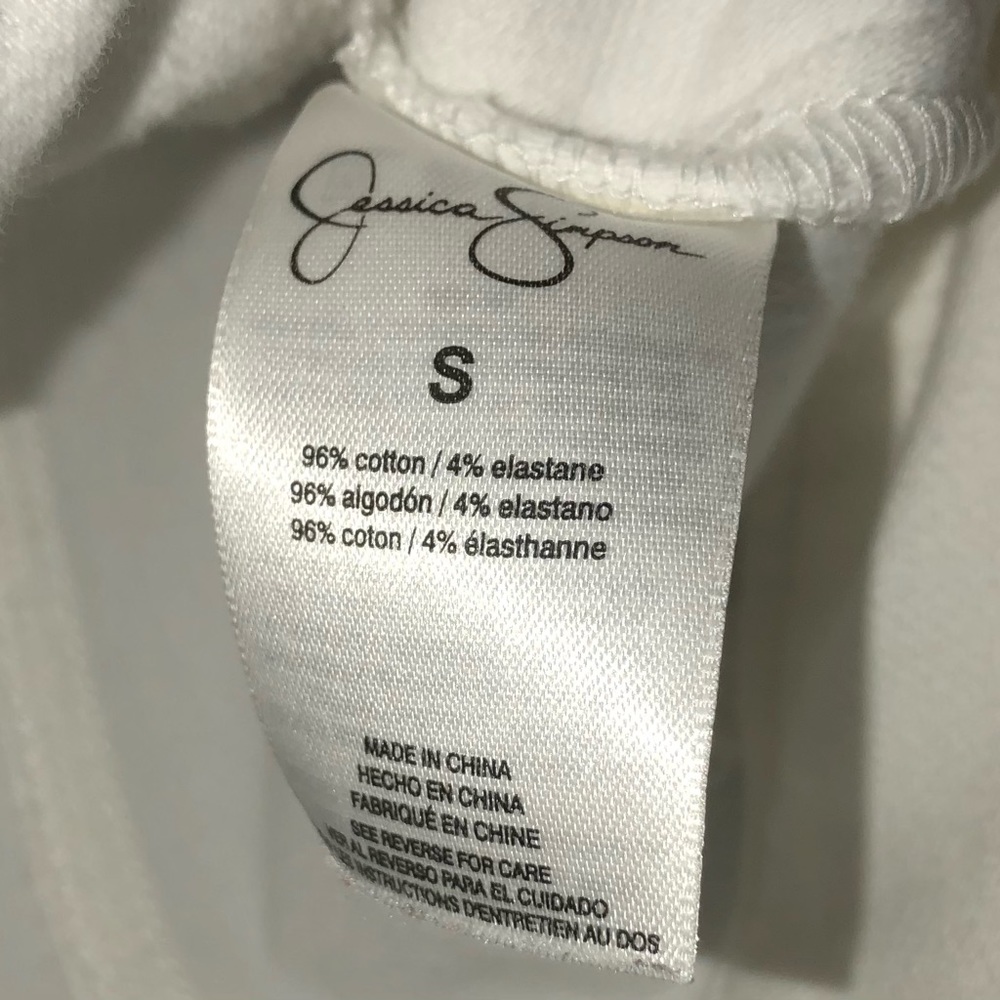 Jessica Simpson
S
96% cotton / 4% elastane
96% algodón / 4% elastano
96% coton / 4% élasthanne
MADE IN CHINA
HECHO EN CHINA
FABRIQUÉ EN CHINE
SEE REVERSE FOR CARE
VER AL REVERSO PARA EL CUIDADO
INSTRUCTIONS D'ENTRETIEN AU DOS